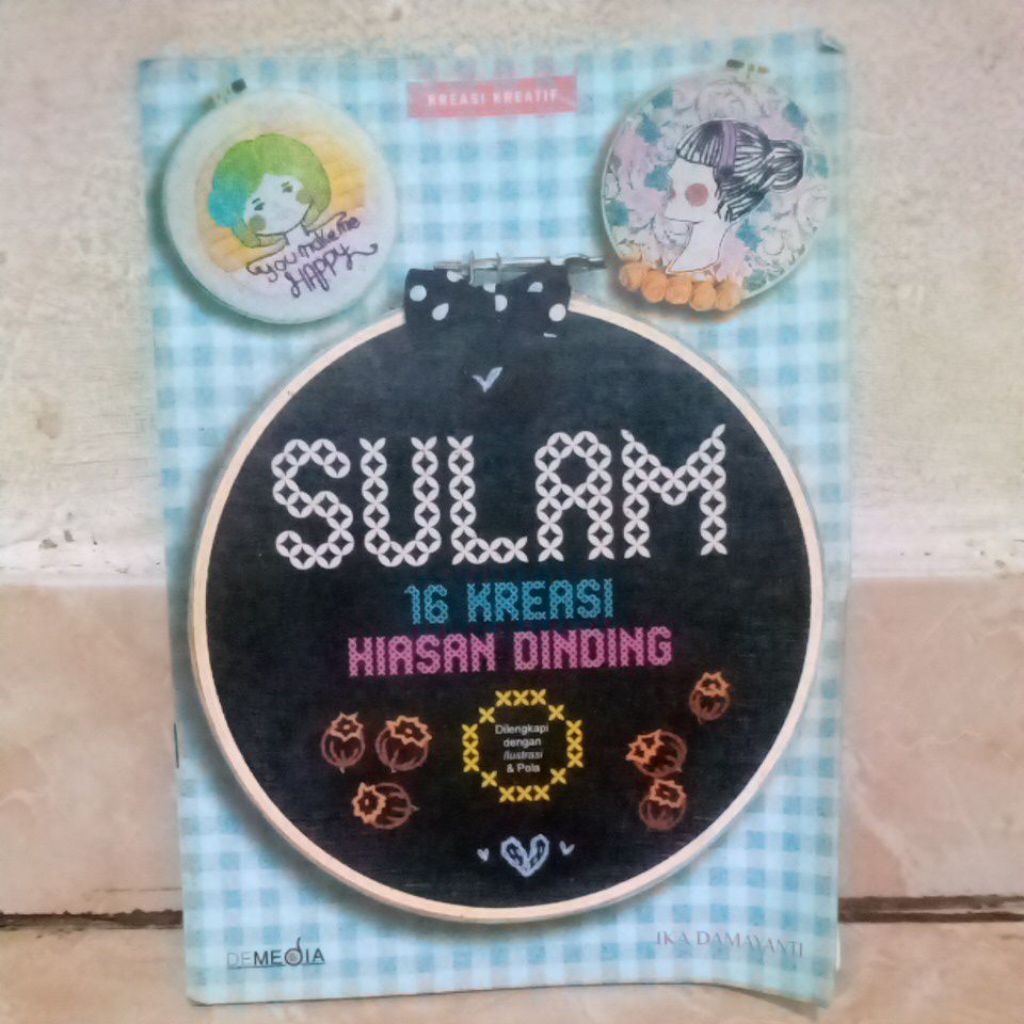 KREASI KREATIF
you make me
HAPPY
SULAM
16 KREASI
HIASAN DINDING
Dilengkapi
dengan
ilustrasi
& Pola
DEMEDIA
IKA DAMAYANTI